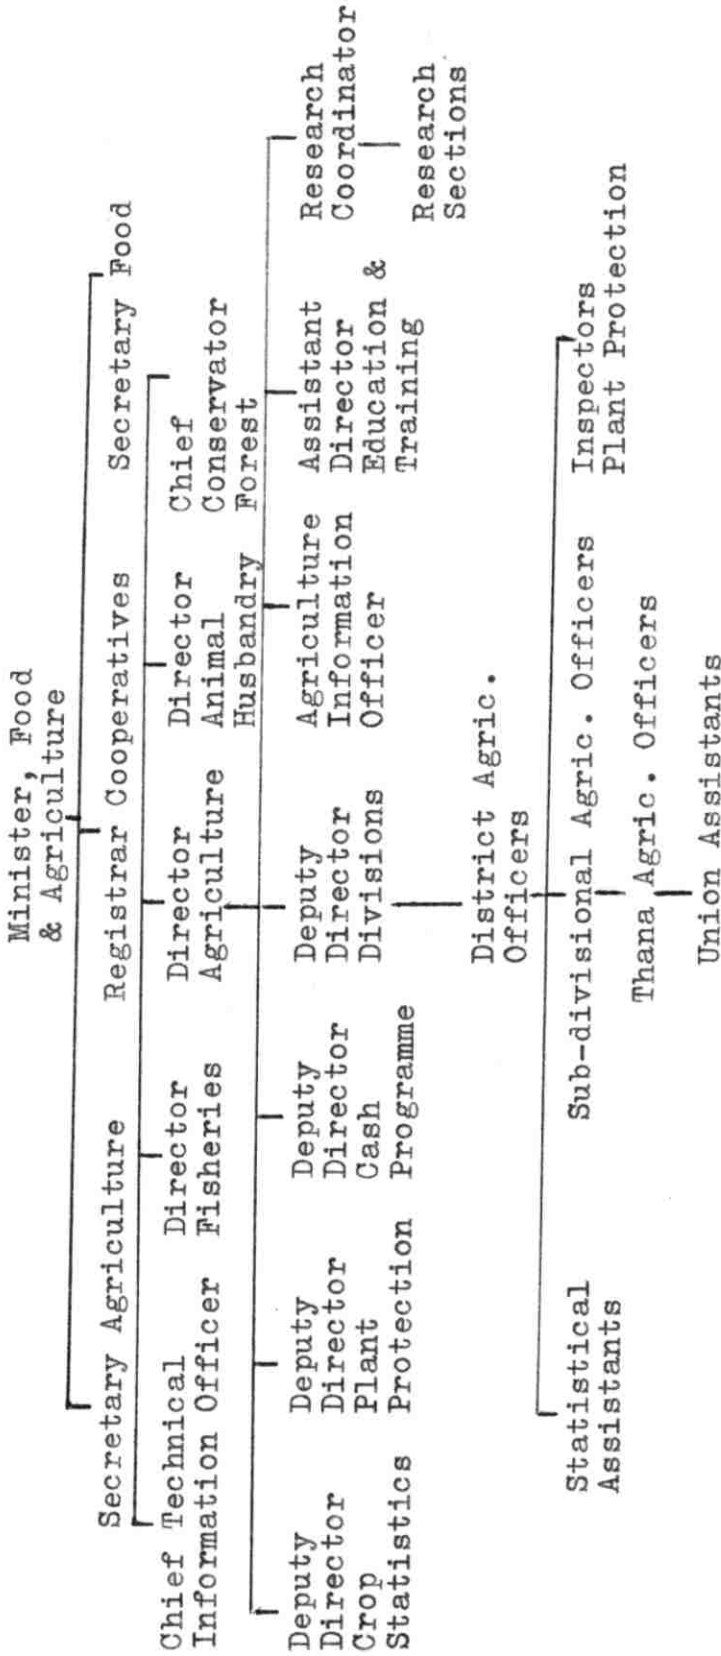 Minister, Food
& Agriculture
Secretary Agriculture
Registrar Cooperatives
Secretary Food
Chief Technical
Information Officer
Director
Fisheries
Director
Agriculture
Director
Animal
Husbandry
Chief
Conservator
Forest
Deputy
Director
Crop
Statistics
Deputy
Director
Plant
Protection
Deputy
Director
Cash
Programme
Deputy
Director
Divisions
Agriculture
Information
Officer
Assistant
Director
Education &
Training
Research
Coordinator
Research
Sections
District Agric.
Officers
Statistical
Assistants
Sub-divisional Agric. Officers
Inspectors
Plant Protection
Thana Agric. Officers
Union Assistants